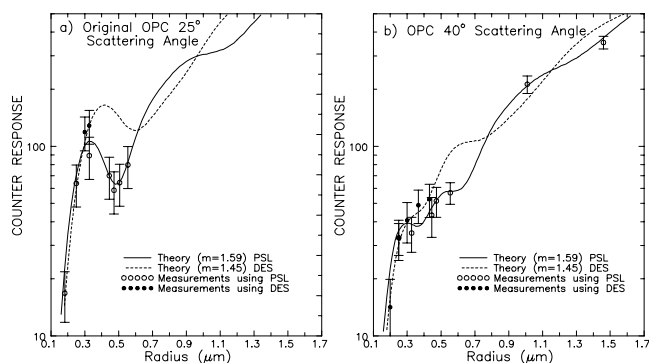 a) Original OPC 25°
Scattering Angle
COUNTER RESPONSE
100
10
Theory (m=1.59) PSL
Theory (m=1.45) DES
Measurements using PSL
Measurements using DES
0.1 0.3 0.5 0.7 0.9 1.1 1.3 1.5 1.7
Radius (μm)
b) OPC 40° Scattering Angle
COUNTER RESPONSE
100
10
Theory (m=1.59) PSL
Theory (m=1.45) DES
Measurements using PSL
Measurements using DES
0.1 0.3 0.5 0.7 0.9 1.1 1.3 1.5 1.7
Radius (μm)